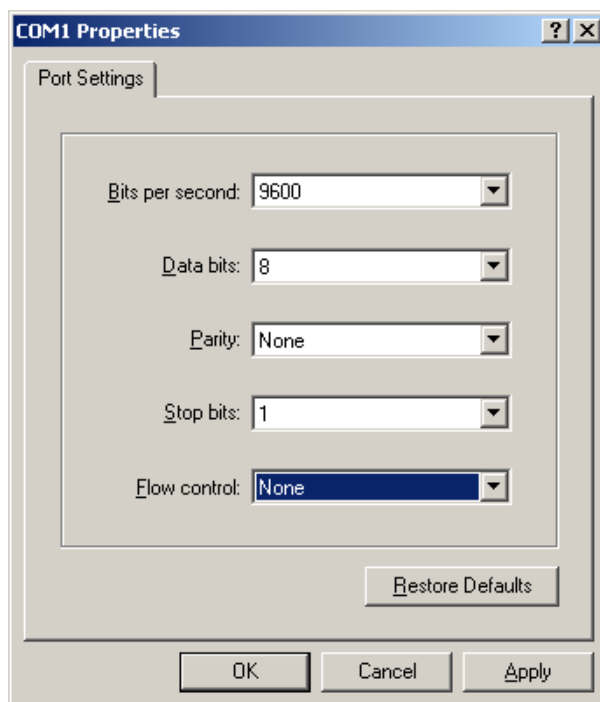 COM1 Properties
Port Settings
Bits per second: 9600
Data bits: 8
Parity: None
Stop bits: 1
Flow control: None
Restore Defaults
OK Cancel Apply